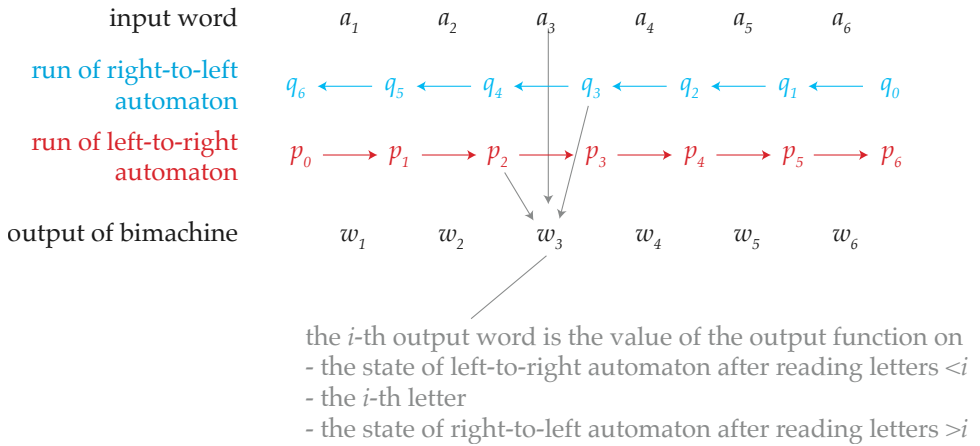 input word a1 a2 a3 a4 a5 a6
run of right-to-left
automaton
q6 q5 q4 q3 q2 q1 q0
run of left-to-right
automaton
p0 p1 p2 p3 p4 p5 p6
output of bimachine w1 w2 w3 w4 w5 w6
the i-th output word is the value of the output function on
- the state of left-to-right automaton after reading letters <i
- the i-th letter
- the state of right-to-left automaton after reading letters >i